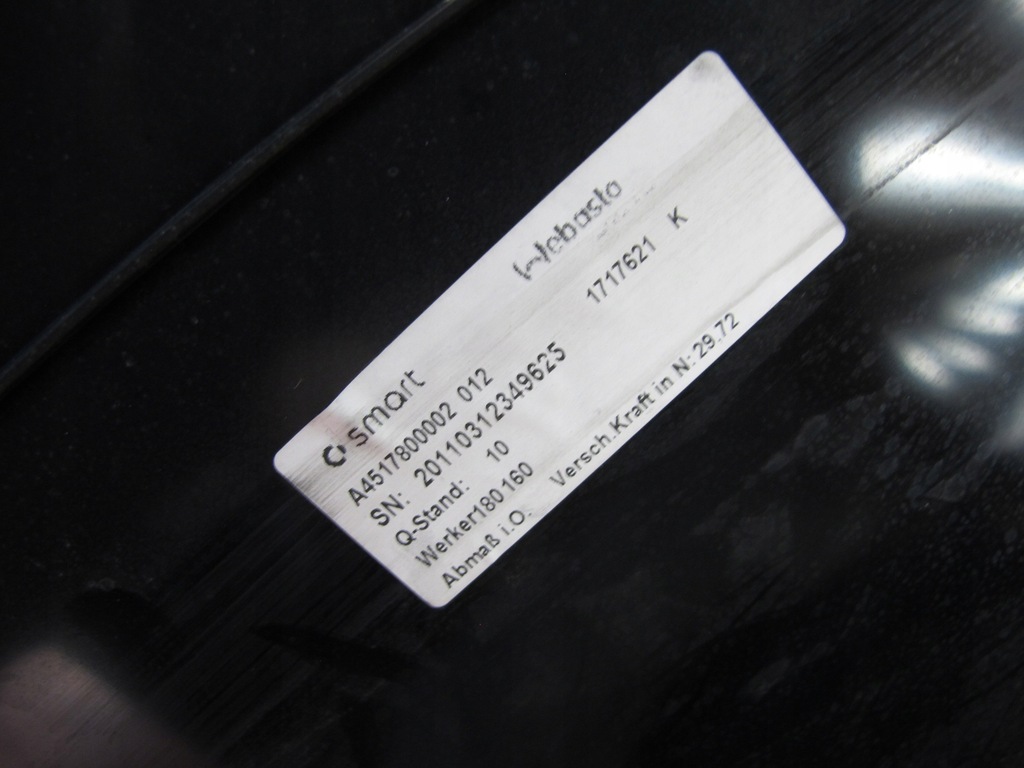 smart Webasto
A4517800002 012 1717621 K
SN: 20110312349625
Q-Stand: 10
Werker180 160
Abmaß i.O. Versch.Kraft in N: 29.72